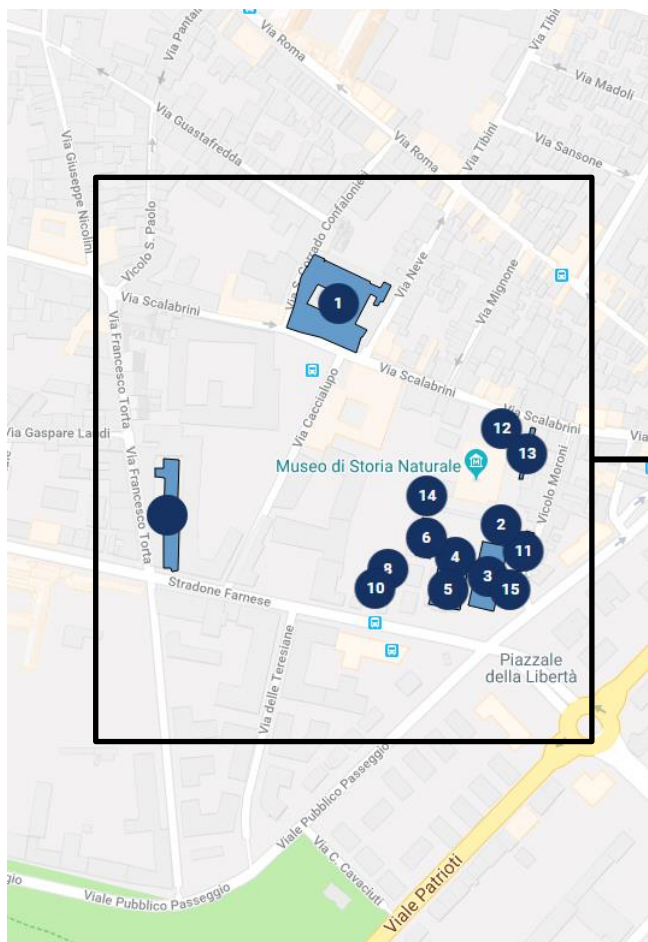 Via Roma
Via Pantal
Via Tibini
Via Madoli
Via Guastafredda
Via Sansone
Via Giuseppe Nicolini
Via Roma
Via Tibini
Vicolo S. Paolo
Via S. Corrado Confalonieri
Via Neve
Via Mignone
1
Via Scalabrini
Via Francesco Torta
Via Caccialupo
Via Scalabrini
Via Scalabrini
Via
12
Via Gaspare Landi
13
Museo di Storia Naturale
Vicolo Moroni
Via Francesco Torta
14
2
6
11
4
8
3
10
5
15
Stradone Farnese
Piazzale
della Libertà
Via delle Teresiane
Viale Pubblico Passeggio
Via C. Cavaciuti
Viale Patrioti
gio
Viale Pubblico Passeggio